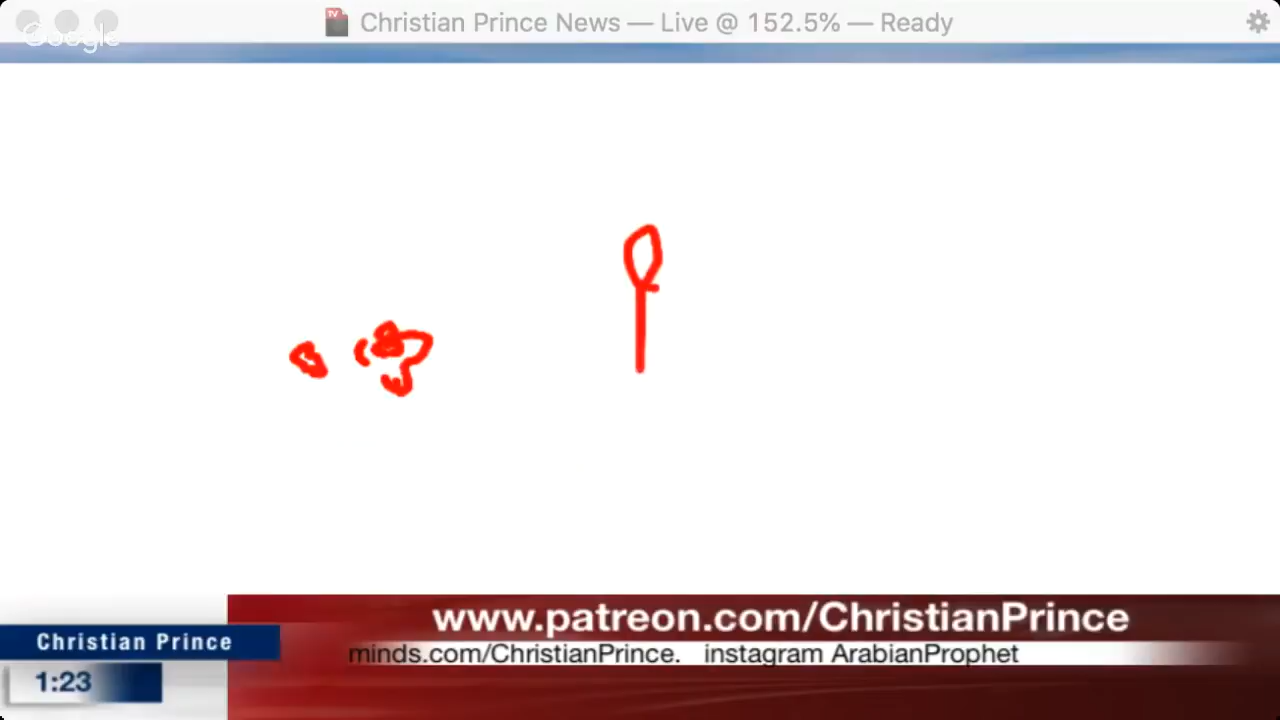 Christian Prince News — Live @ 152.5% — Ready
Google
www.patreon.com/ChristianPrince
Christian Prince
minds.com/ChristianPrince. instagram ArabianProphet
1:23